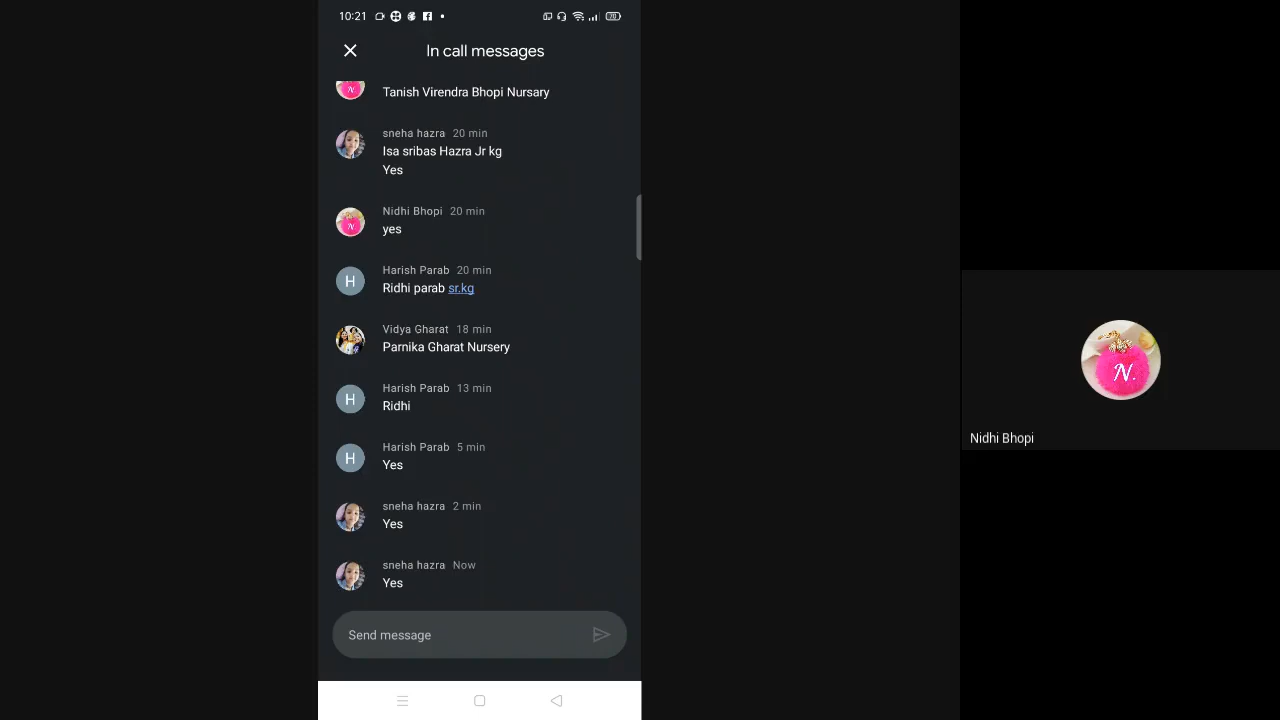 10:21
70
In call messages
Tanish Virendra Bhopi Nursary
sneha hazra 20 min
Isa sribas Hazra Jr kg
Yes
Nidhi Bhopi 20 min
yes
H
Harish Parab 20 min
Ridhi parab sr.kg
Vidya Gharat 18 min
Parnika Gharat Nursery
H
Harish Parab 13 min
Ridhi
H
Harish Parab 5 min
Yes
sneha hazra 2 min
Yes
sneha hazra Now
Yes
Send message
N.
Nidhi Bhopi